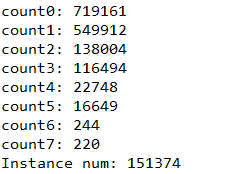 count0: 719161
count1: 549912
count2: 138004
count3: 116494
count4: 22748
count5: 16649
count6: 244
count7: 220
Instance num: 151374